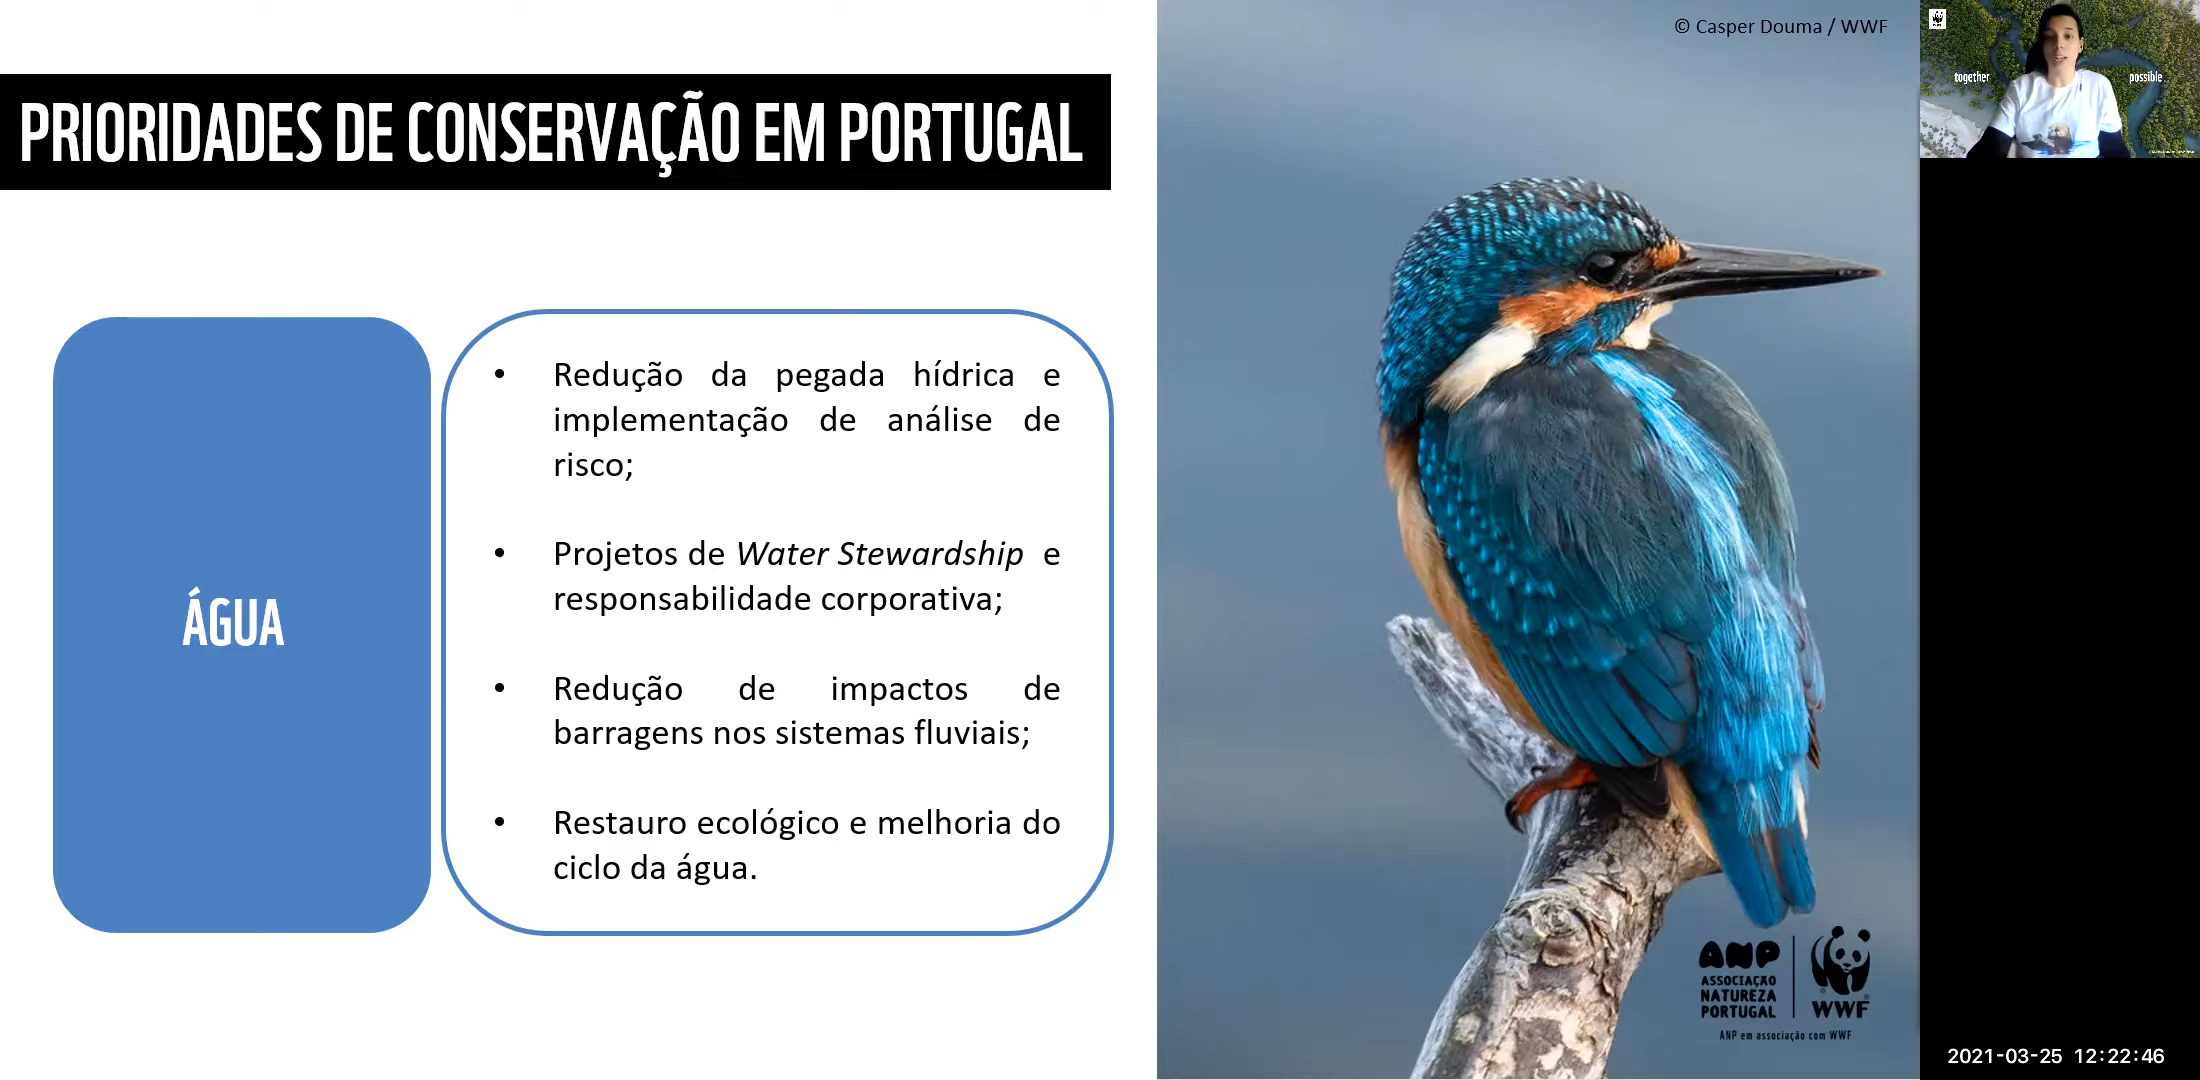 © Casper Douma / WWF
PRIORIDADES DE CONSERVAÇÃO EM PORTUGAL
ÁGUA
• Redução da pegada hídrica e
implementação de análise de
risco;
• Projetos de Water Stewardship e
responsabilidade corporativa;
• Redução de impactos de
barragens nos sistemas fluviais;
• Restauro ecológico e melhoria do
ciclo da água.
ANP
ASSOCIAÇÃO
NATUREZA
PORTUGAL
WWF
ANP em associação com WWF
together possible
2021-03-25 12:22:46